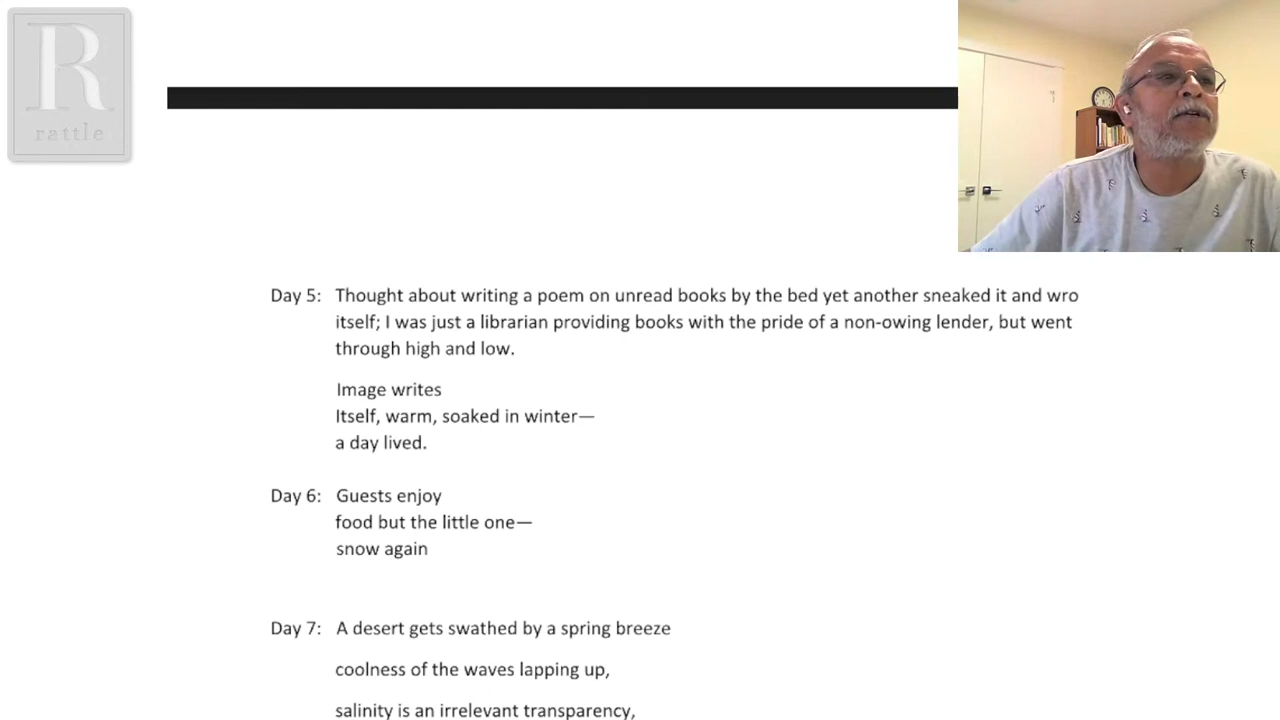 R
rattle
Day 5: Thought about writing a poem on unread books by the bed yet another sneaked it and wro
itself; I was just a librarian providing books with the pride of a non-owing lender, but went
through high and low.
Image writes
Itself, warm, soaked in winter—
a day lived.
Day 6: Guests enjoy
food but the little one—
snow again
Day 7: A desert gets swathed by a spring breeze
coolness of the waves lapping up,
salinity is an irrelevant transparency,